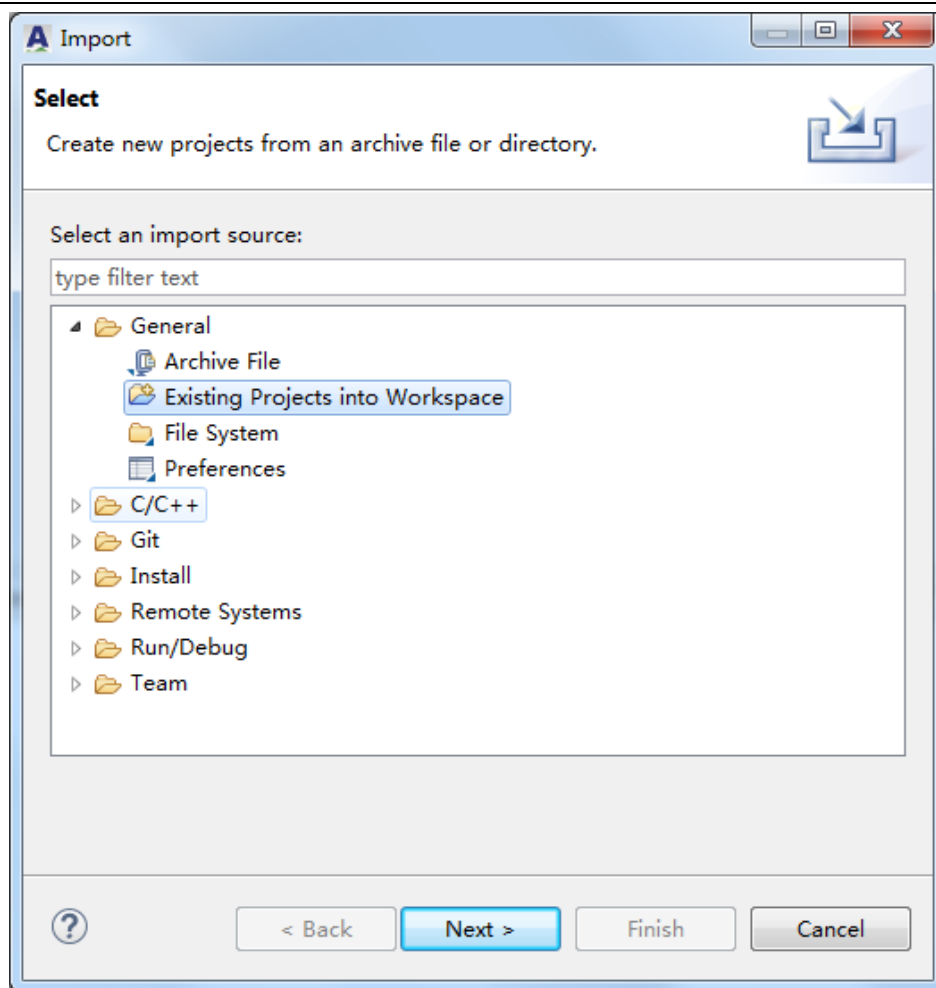 Import
Select
Create new projects from an archive file or directory.
Select an import source:
type filter text
General
Archive File
Existing Projects into Workspace
File System
Preferences
C/C++
Git
Install
Remote Systems
Run/Debug
Team
< Back Next > Finish Cancel